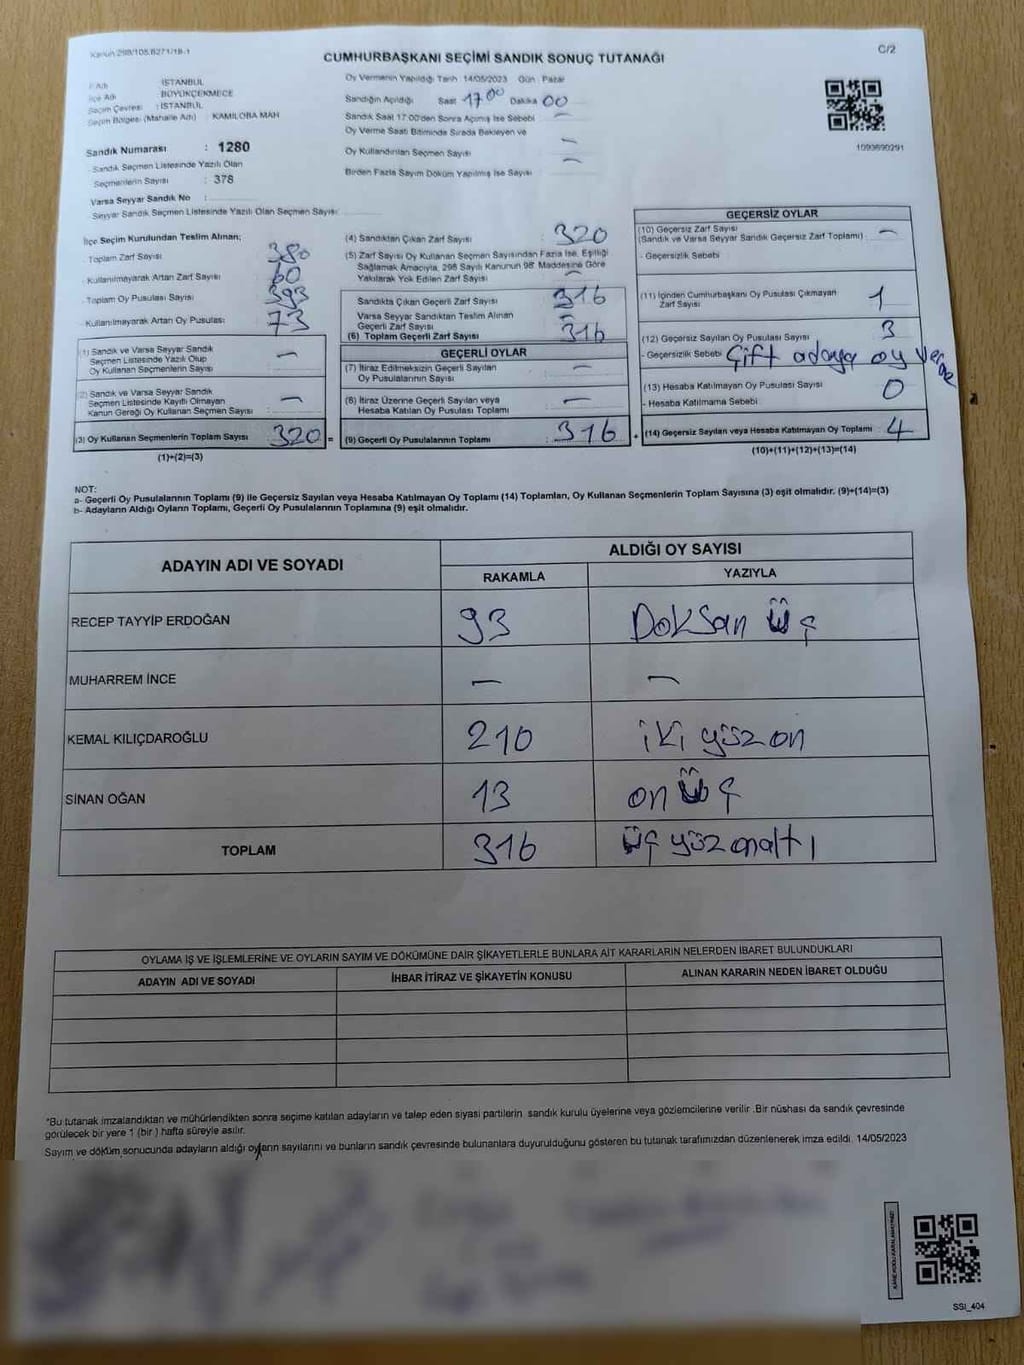 Kanun 298/105,6271/18-1
C/2
CUMHURBAŞKANI SEÇİMİ SANDIK SONUÇ TUTANAĞI
İl Adı : İSTANBUL
İlçe Adı : BÜYÜKÇEKMECE
Seçim Çevresi : İSTANBUL
Seçim Bölgesi (Mahalle Adı) : KAMİLOBA MAH
Sandık Numarası : 1280
Sandık Seçmen Listesinde Yazılı Olan
Seçmenlerin Sayısı : 378
Varsa Seyyar Sandık No :
Seyyar Sandık Seçmen Listesinde Yazılı Olan Seçmen Sayısı
Oy Vermenin Yapıldığı Tarih 14/05/2023 Gün : Pazar
Sandığın Açıldığı Saat 17 00 Dakika 00
Sandık Saat 17.00'den Sonra Açılmış İse Sebebi —
Oy Verme Saati Bitiminde Sırada Bekleyen ve
Oy Kullandırılan Seçmen Sayısı —
Birden Fazla Sayım Döküm Yapılmış İse Sayısı —
1093690291
İlçe Seçim Kurulundan Teslim Alınan;
Toplam Zarf Sayısı 380
Kullanılmayarak Artan Zarf Sayısı 60
Toplam Oy Pusulası Sayısı 393
Kullanılmayarak Artan Oy Pusulası 73
(1) Sandık ve Varsa Seyyar Sandık
Seçmen Listesinde Yazılı Olup
Oy Kullanan Seçmenlerin Sayısı —
(2) Sandık ve Varsa Seyyar Sandık
Seçmen Listesinde Kayıtlı Olmayan
Kanun Gereği Oy Kullanan Seçmen Sayısı —
(3) Oy Kullanan Seçmenlerin Toplam Sayısı 320 =
(1)+(2)=(3)
(4) Sandıktan Çıkan Zarf Sayısı : 320
(5) Zarf Sayısı Oy Kullanan Seçmen Sayısından Fazla İse, Eşitliği
Sağlamak Amacıyla, 298 Sayılı Kanunun 98. Maddesine Göre
Yakılarak Yok Edilen Zarf Sayısı —
Sandıkta Çıkan Geçerli Zarf Sayısı 316
Varsa Seyyar Sandıktan Teslim Alınan
Geçerli Zarf Sayısı —
(6) Toplam Geçerli Zarf Sayısı 316
GEÇERLİ OYLAR
(7) İtiraz Edilmeksizin Geçerli Sayılan
Oy Pusulalarının Sayısı —
(8) İtiraz Üzerine Geçerli Sayılan veya
Hesaba Katılan Oy Pusulası Toplamı —
(9) Geçerli Oy Pusulalarının Toplamı : 316 +
GEÇERSİZ OYLAR
(10) Geçersiz Zarf Sayısı —
(Sandık ve Varsa Seyyar Sandık Geçersiz Zarf Toplamı)
- Geçersizlik Sebebi
(11) İçinden Cumhurbaşkanı Oy Pusulası Çıkmayan
Zarf Sayısı 1
(12) Geçersiz Sayılan Oy Pusulası Sayısı 3
- Geçersizlik Sebebi Çift adaya oy verme
(13) Hesaba Katılmayan Oy Pusulası Sayısı 0
- Hesaba Katılmama Sebebi
(14) Geçersiz Sayılan veya Hesaba Katılmayan Oy Toplamı : 4
(10)+(11)+(12)+(13)=(14)
NOT:
a- Geçerli Oy Pusulalarının Toplamı (9) ile Geçersiz Sayılan veya Hesaba Katılmayan Oy Toplamı (14) Toplamları, Oy Kullanan Seçmenlerin Toplam Sayısına (3) eşit olmalıdır. (9)+(14)=(3)
b- Adayların Aldığı Oyların Toplamı, Geçerli Oy Pusulalarının Toplamına (9) eşit olmalıdır.
ADAYIN ADI VE SOYADI
ALDIĞI OY SAYISI
RAKAMLA YAZIYLA
RECEP TAYYİP ERDOĞAN 93 Doksan üç
MUHARREM İNCE — —
KEMAL KILIÇDAROĞLU 210 iki yüz on
SİNAN OĞAN 13 on üç
TOPLAM 316 üç yüz onaltı
OYLAMA İŞ VE İŞLEMLERİNE VE OYLARIN SAYIM VE DÖKÜMÜNE DAİR ŞİKAYETLERLE BUNLARA AİT KARARLARIN NELERDEN İBARET BULUNDUKLARI
ADAYIN ADI VE SOYADI İHBAR İTİRAZ VE ŞİKAYETİN KONUSU ALINAN KARARIN NEDEN İBARET OLDUĞU
*Bu tutanak imzalandıktan ve mühürlendikten sonra seçime katılan adayların ve talep eden siyasi partilerin sandık kurulu üyelerine veya gözlemcilerine verilir. Bir nüshası da sandık çevresinde
görülecek bir yere 1 (bir) hafta süreyle asılır.
Sayım ve döküm sonucunda adayların aldığı oyların sayılarını ve bunların sandık çevresinde bulunanlara duyurulduğunu gösteren bu tutanak tarafımızdan düzenlenerek imza edildi. 14/05/2023
KARE KODU KARALAMAYINIZ!
SSI_404